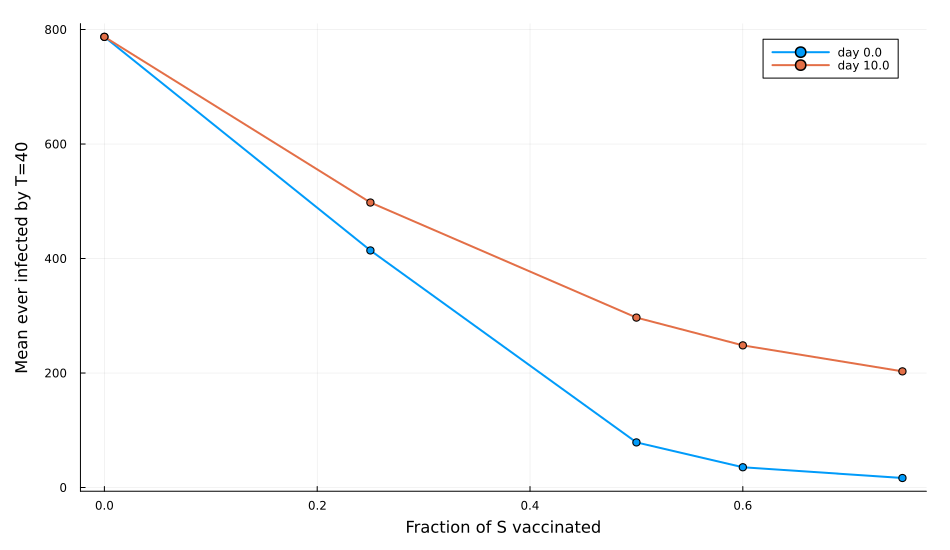 800
600
400
200
0
0.0 0.2 0.4 0.6
Mean ever infected by T=40
Fraction of S vaccinated
day 0.0
day 10.0